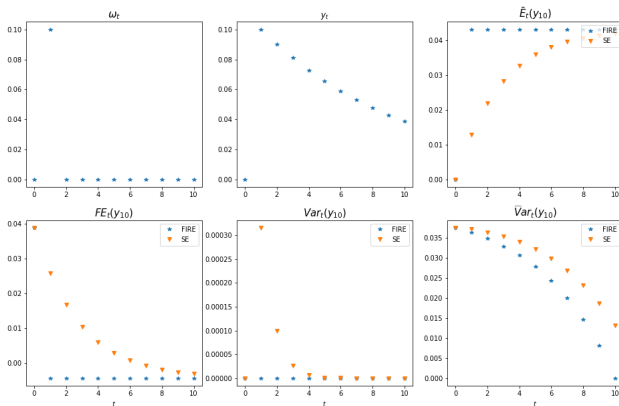 ω_t
0.10
0.08
0.06
0.04
0.02
0.00
0 2 4 6 8 10
y_t
0.10
0.08
0.06
0.04
0.02
0.00
0 2 4 6 8 10
Ē_t(y_10)
FIRE
SE
0.04
0.03
0.02
0.01
0.00
0 2 4 6 8 10
FE_t(y_10)
FIRE
SE
0.04
0.03
0.02
0.01
0.00
0 2 4 6 8 10
t
Var_t(y_10)
FIRE
SE
0.00030
0.00025
0.00020
0.00015
0.00010
0.00005
0.00000
0 2 4 6 8 10
t
V̄ar_t(y_10)
FIRE
SE
0.035
0.030
0.025
0.020
0.015
0.010
0.005
0.000
0 2 4 6 8 10
t